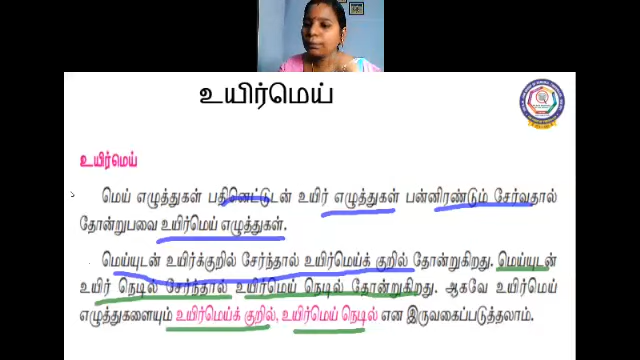 உயிர்மெய்
உயிர்மெய்
மெய் எழுத்துகள் பதினெட்டுடன் உயிர் எழுத்துகள் பன்னிரண்டும் சேர்வதால்
தோன்றுபவை உயிர்மெய் எழுத்துகள்.
மெய்யுடன் உயிர்க்குறில் சேர்ந்தால் உயிர்மெய்க் குறில் தோன்றுகிறது. மெய்யுடன்
உயிர் நெடில் சேர்ந்தால் உயிர்மெய் நெடில் தோன்றுகிறது. ஆகவே உயிர்மெய்
எழுத்துகளையும் உயிர்மெய்க் குறில், உயிர்மெய் நெடில் என இருவகைப்படுத்தலாம்.